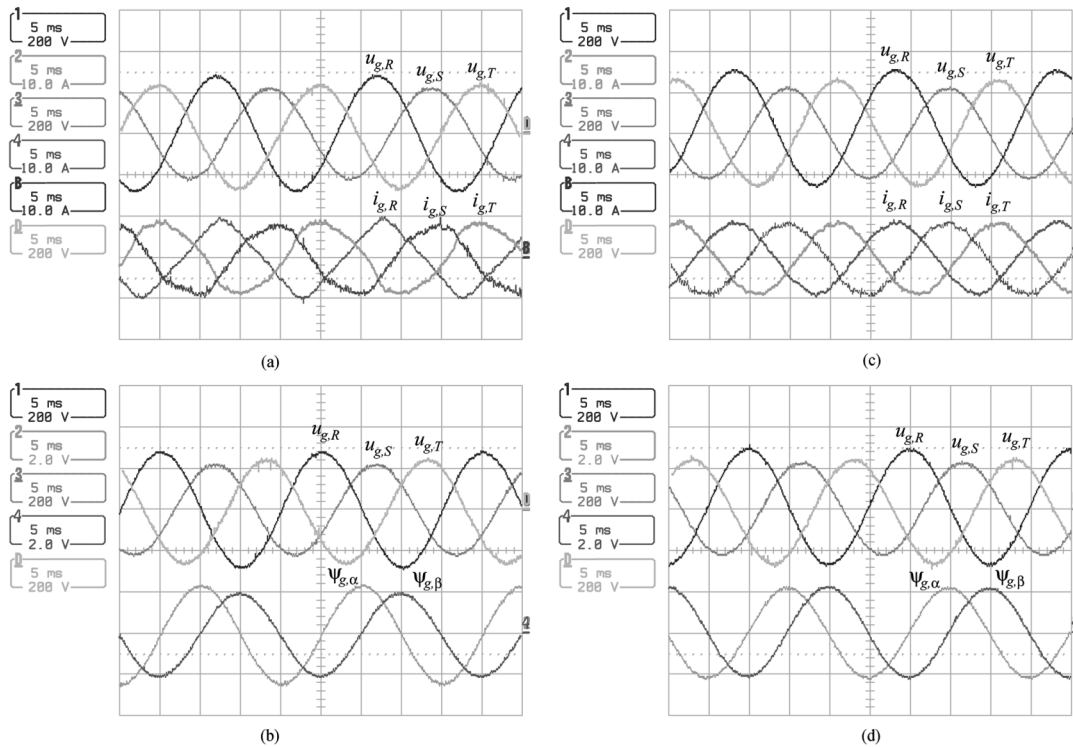 1
5 ms
200 V
2
5 ms
10.0 A
3
5 ms
200 V
4
5 ms
10.0 A
B
5 ms
10.0 A
D
5 ms
200 V
u_{g,R}
u_{g,S}
u_{g,T}
i_{g,R}
i_{g,S}
i_{g,T}
B
(a)
1
5 ms
200 V
2
5 ms
10.0 A
3
5 ms
200 V
4
5 ms
10.0 A
B
5 ms
10.0 A
D
5 ms
200 V
u_{g,R}
u_{g,S}
u_{g,T}
i_{g,R}
i_{g,S}
i_{g,T}
(c)
1
5 ms
200 V
2
5 ms
2.0 V
3
5 ms
200 V
4
5 ms
2.0 V
D
5 ms
200 V
u_{g,R}
u_{g,S}
u_{g,T}
Ψ_{g,α}
Ψ_{g,β}
4
(b)
1
5 ms
200 V
2
5 ms
2.0 V
3
5 ms
200 V
4
5 ms
2.0 V
D
5 ms
200 V
u_{g,R}
u_{g,S}
u_{g,T}
Ψ_{g,α}
Ψ_{g,β}
(d)